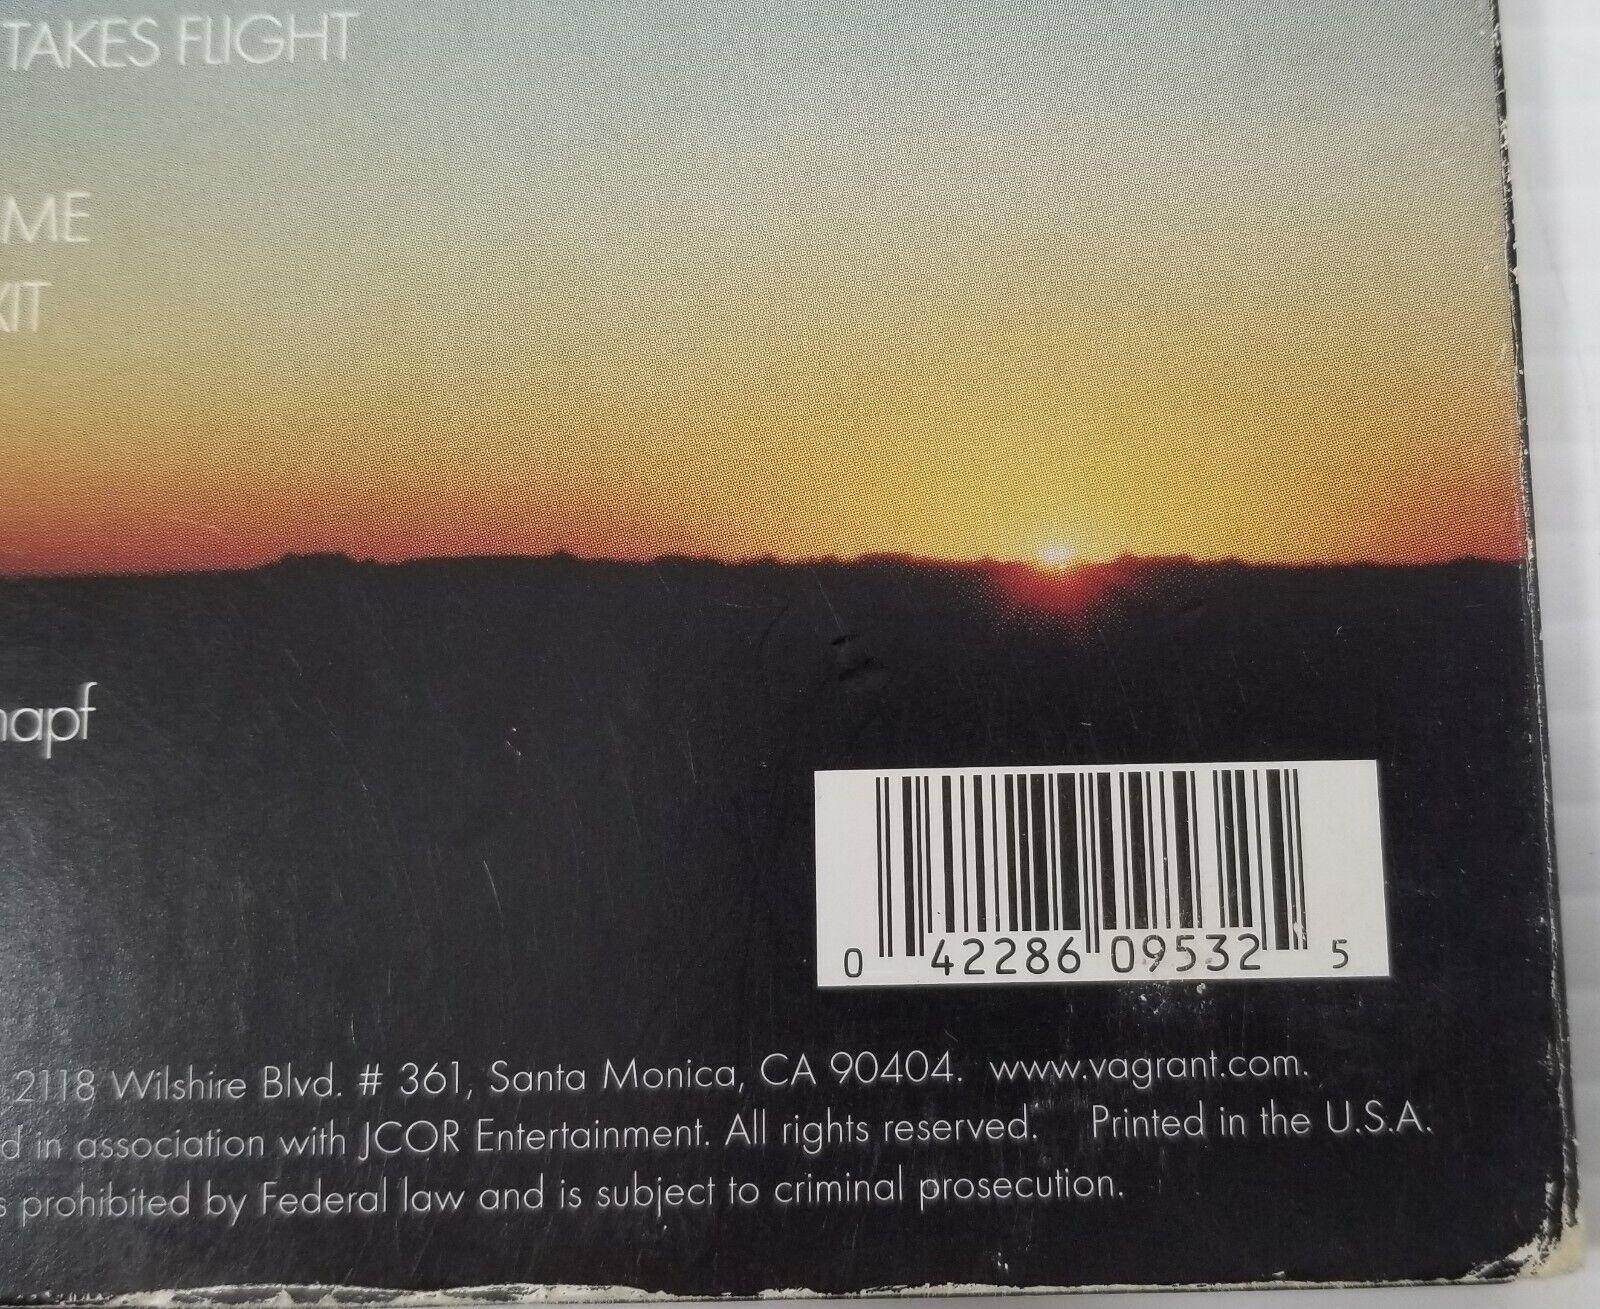 TAKES FLIGHT
ME
XIT
napf
0 42286 09532 5
2118 Wilshire Blvd. # 361, Santa Monica, CA 90404. www.vagrant.com.
d in association with JCOR Entertainment. All rights reserved. Printed in the U.S.A.
s prohibited by Federal law and is subject to criminal prosecution.